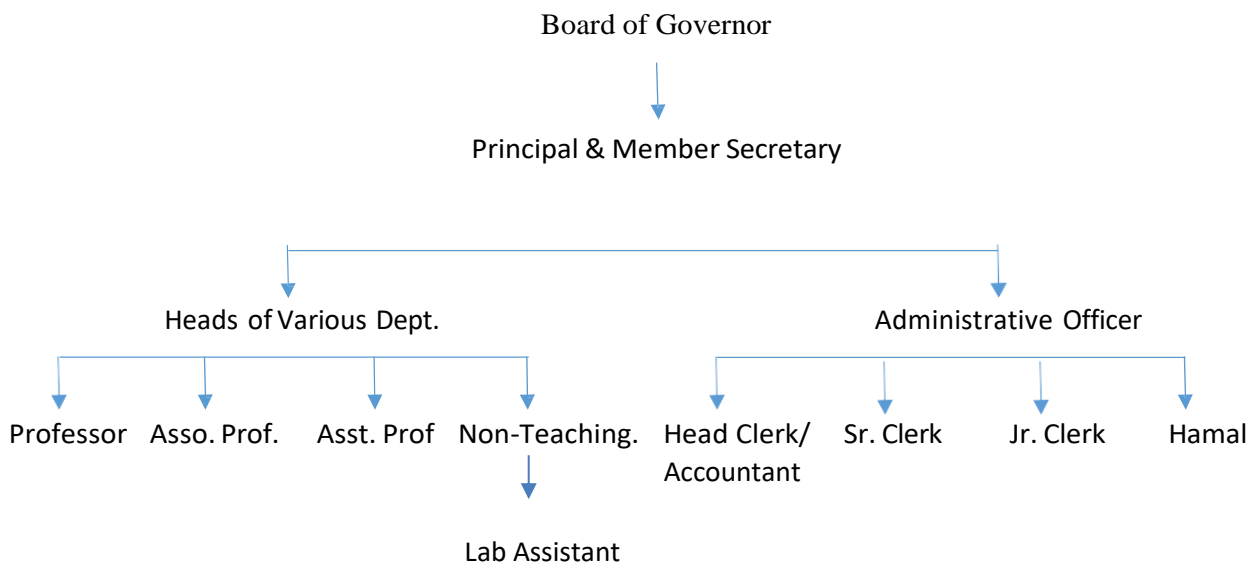 Board of Governor
Principal & Member Secretary
Heads of Various Dept.
Administrative Officer
Professor
Asso. Prof.
Asst. Prof
Non-Teaching.
Head Clerk/
Accountant
Sr. Clerk
Jr. Clerk
Hamal
Lab Assistant